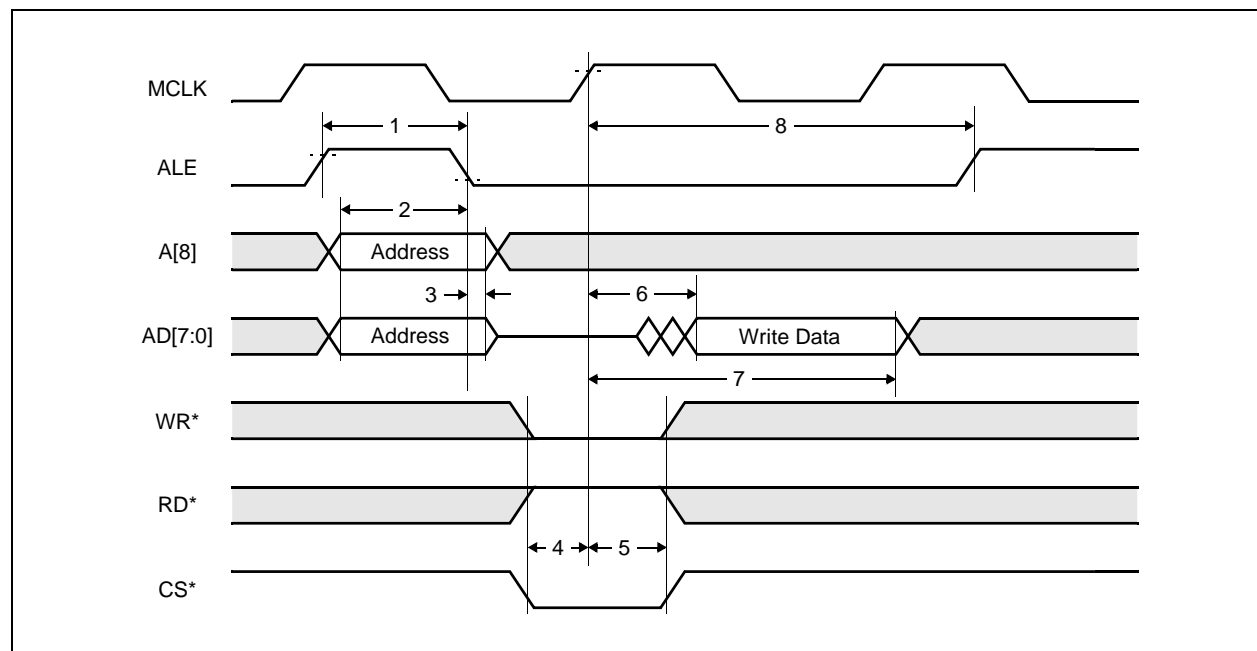 MCLK
1
8
ALE
2
A[8]
Address
3
6
AD[7:0]
Address
Write Data
7
WR*
RD*
4
5
CS*